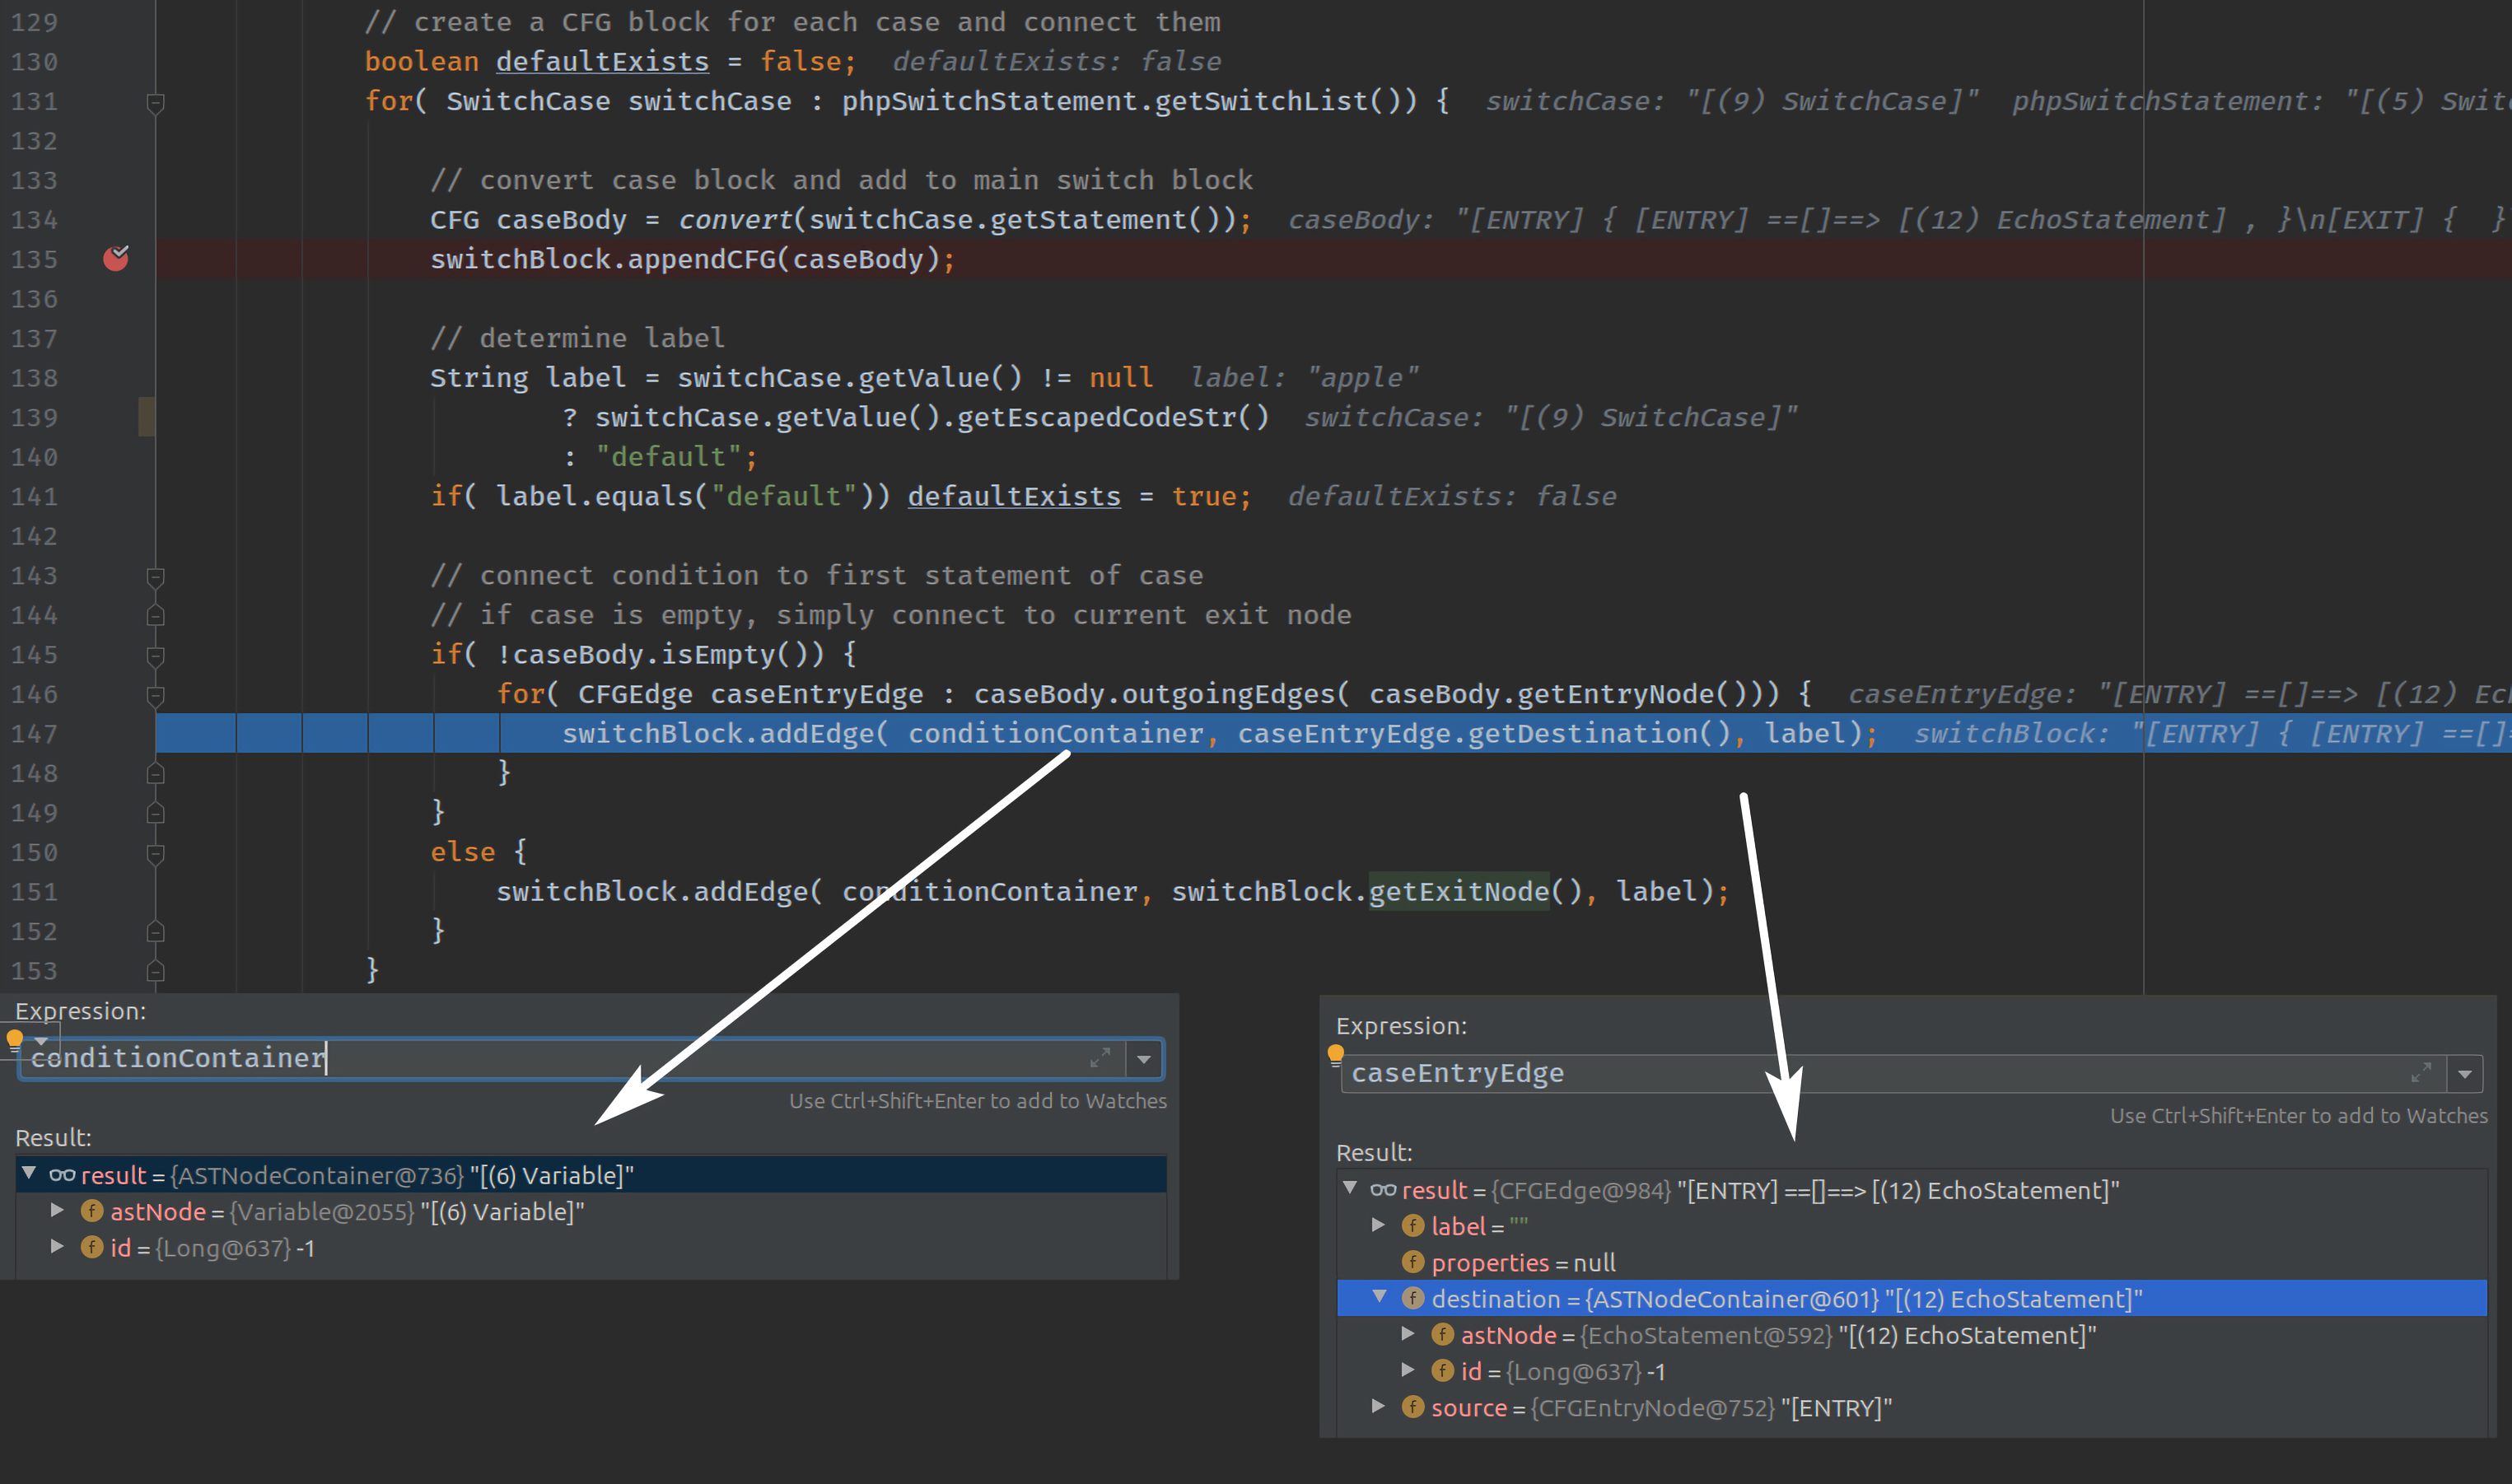 129 // create a CFG block for each case and connect them
130 boolean defaultExists = false; defaultExists: false
131 for( SwitchCase switchCase : phpSwitchStatement.getSwitchList()) { switchCase: "[(9) SwitchCase]" phpSwitchStatement: "[(5) Swit
132
133 // convert case block and add to main switch block
134 CFG caseBody = convert(switchCase.getStatement()); caseBody: "[ENTRY] { [ENTRY] ==[]==> [(12) EchoStatement] , }\n[EXIT] { }
135 switchBlock.appendCFG(caseBody);
136
137 // determine label
138 String label = switchCase.getValue() != null label: "apple"
139 ? switchCase.getValue().getEscapedCodeStr() switchCase: "[(9) SwitchCase]"
140 : "default";
141 if( label.equals("default")) defaultExists = true; defaultExists: false
142
143 // connect condition to first statement of case
144 // if case is empty, simply connect to current exit node
145 if( !caseBody.isEmpty()) {
146 for( CFGEdge caseEntryEdge : caseBody.outgoingEdges( caseBody.getEntryNode())) { caseEntryEdge: "[ENTRY] ==[]==> [(12) Ech
147 switchBlock.addEdge( conditionContainer, caseEntryEdge.getDestination(), label); switchBlock: "[ENTRY] { [ENTRY] ==[]=
148 }
149 }
150 else {
151 switchBlock.addEdge( conditionContainer, switchBlock.getExitNode(), label);
152 }
153 }
Expression:
conditionContainer
Use Ctrl+Shift+Enter to add to Watches
Result:
result = {ASTNodeContainer@736} "[(6) Variable]"
f astNode = {Variable@2055} "[(6) Variable]"
f id = {Long@637} -1
Expression:
caseEntryEdge
Use Ctrl+Shift+Enter to add to Watches
Result:
result = {CFGEdge@984} "[ENTRY] ==[]==> [(12) EchoStatement]"
f label = ""
f properties = null
f destination = {ASTNodeContainer@601} "[(12) EchoStatement]"
f astNode = {EchoStatement@592} "[(12) EchoStatement]"
f id = {Long@637} -1
f source = {CFGEntryNode@752} "[ENTRY]"